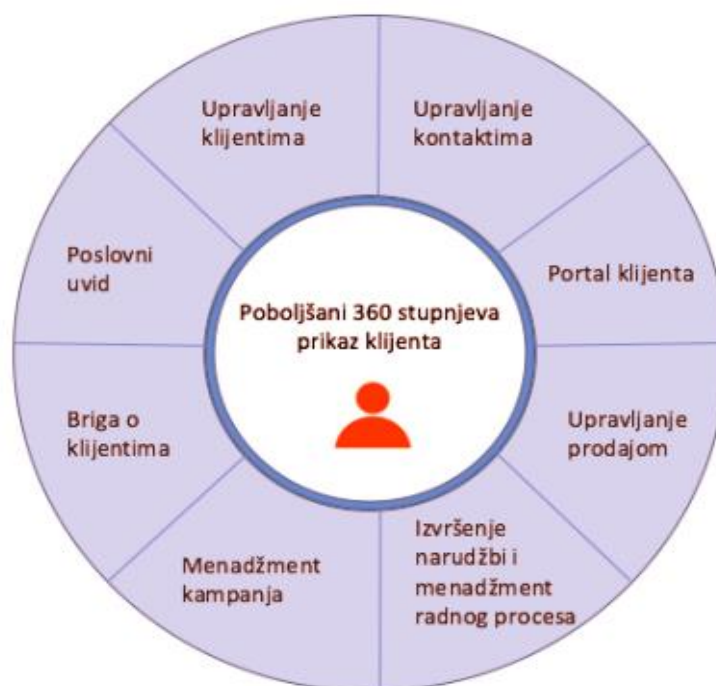 Upravljanje
klijentima
Upravljanje
kontaktima
Portal klijenta
Upravljanje
prodajom
Izvršenje
narudžbi i
menadžment
radnog procesa
Menadžment
kampanja
Briga o
klijentima
Poslovni
uvid
Poboljšani 360 stupnjeva
prikaz klijenta